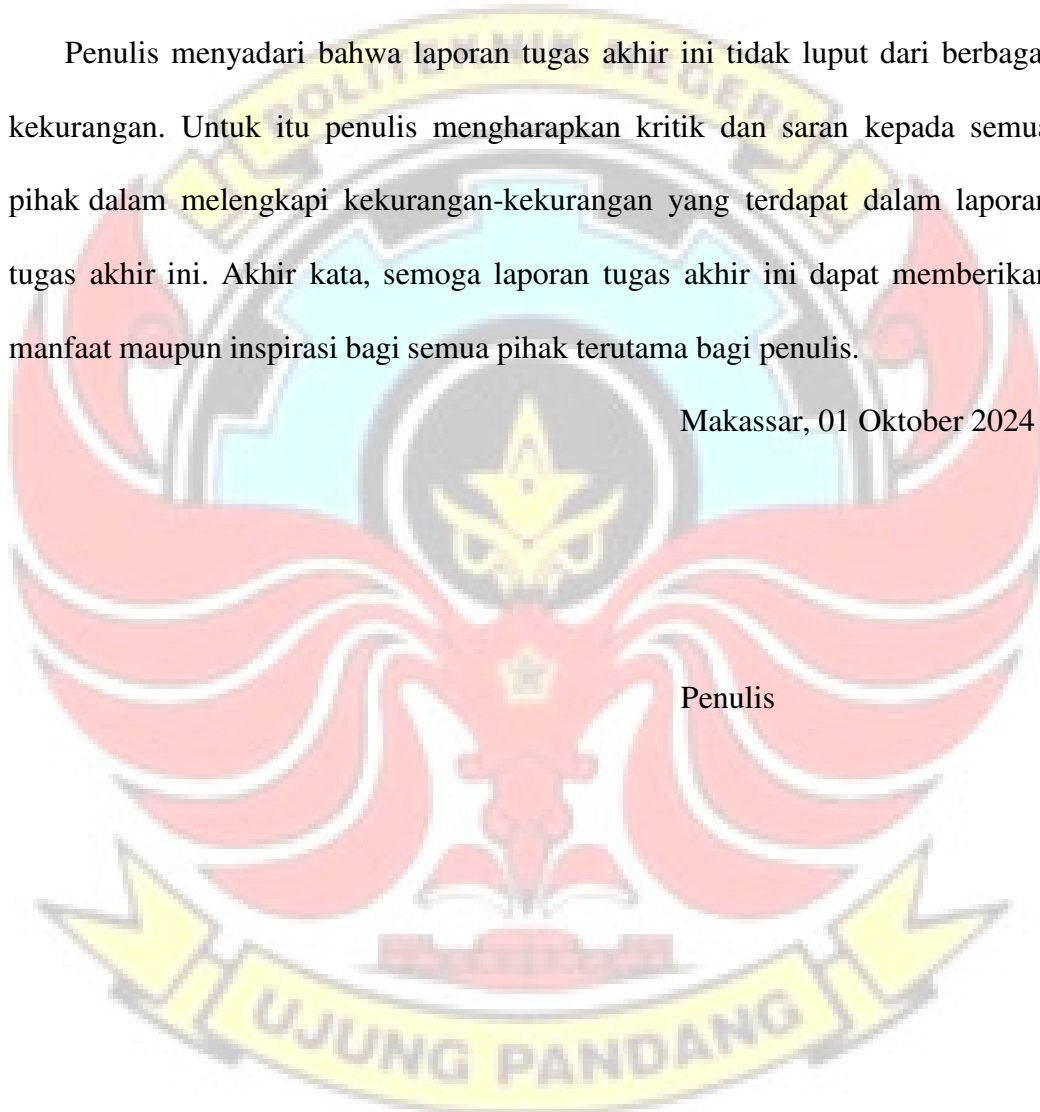 POLITEKNIK NEGERI
Penulis menyadari bahwa laporan tugas akhir ini tidak luput dari berbaga
kekurangan. Untuk itu penulis mengharapkan kritik dan saran kepada semua
pihak dalam melengkapi kekurangan-kekurangan yang terdapat dalam laporan
tugas akhir ini. Akhir kata, semoga laporan tugas akhir ini dapat memberikan
manfaat maupun inspirasi bagi semua pihak terutama bagi penulis.
Makassar, 01 Oktober 2024
Penulis
UJUNG PANDANG